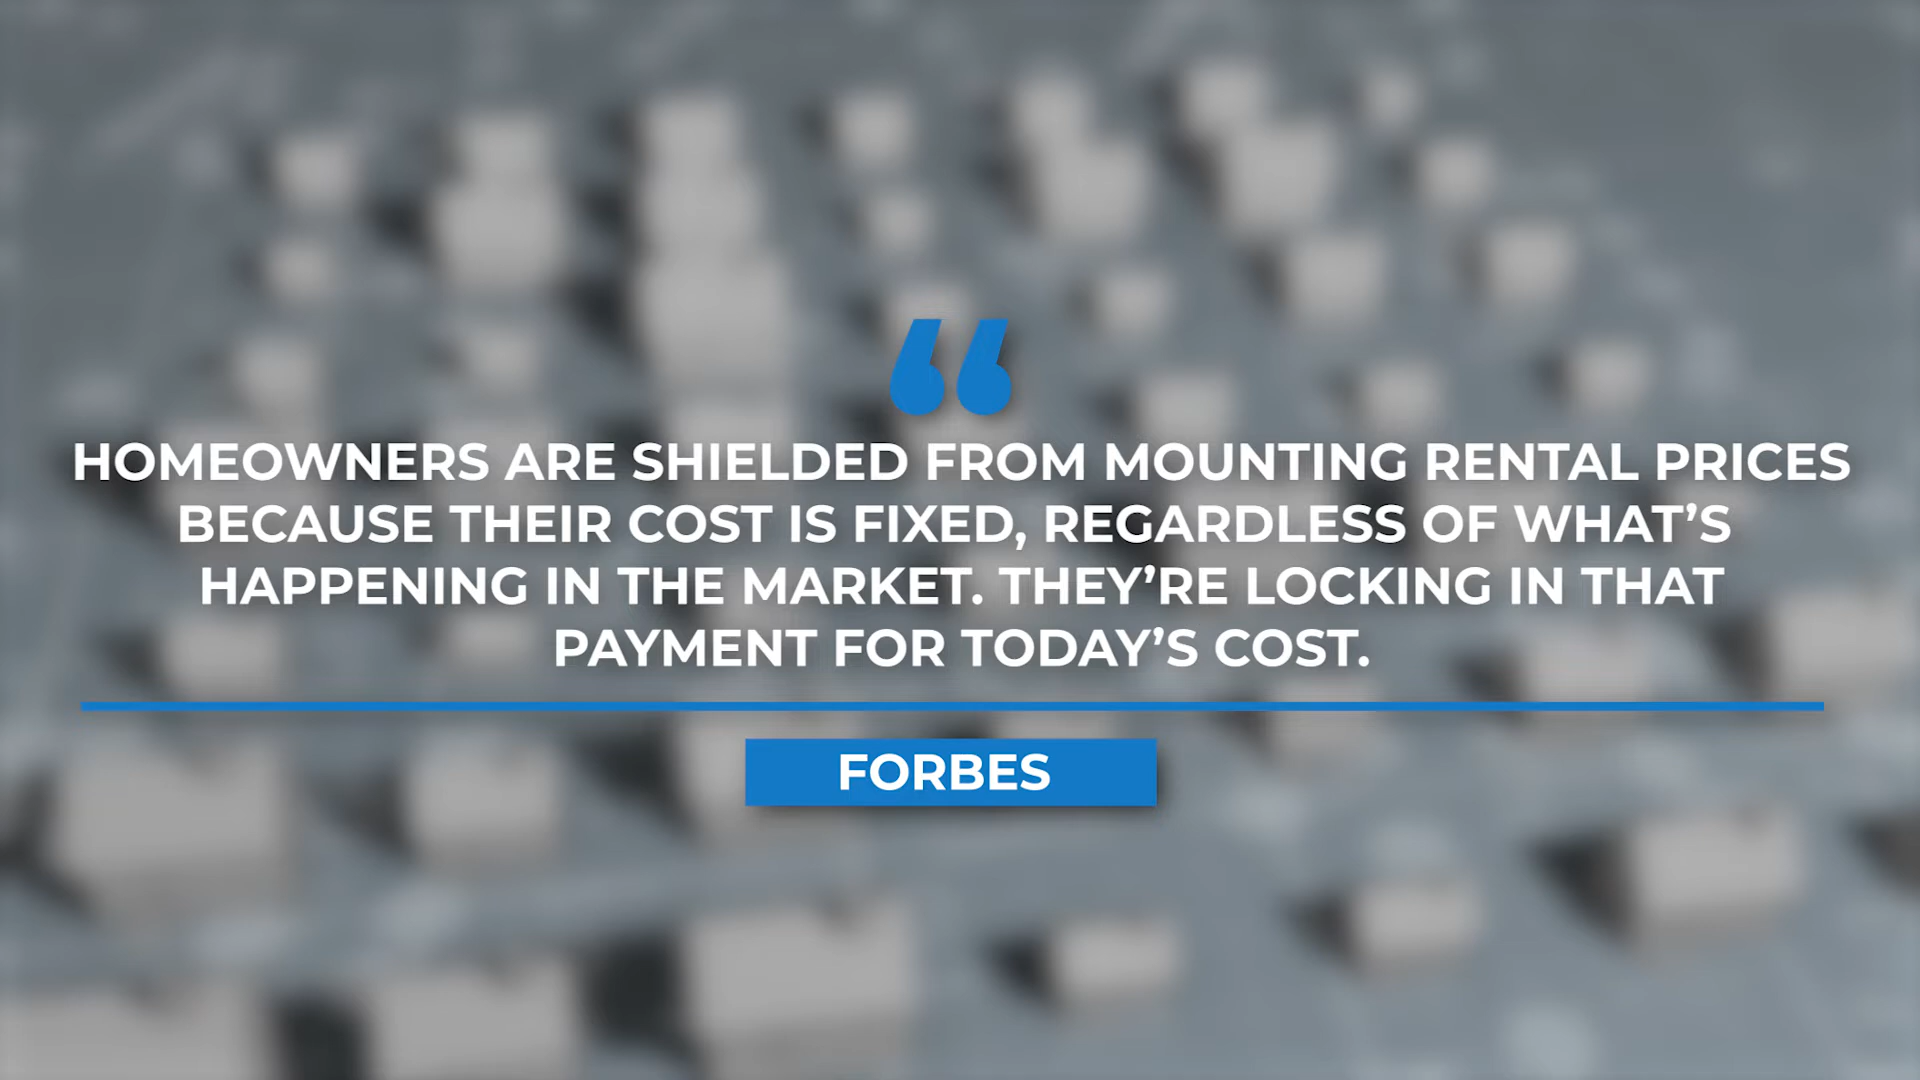 “
HOMEOWNERS ARE SHIELDED FROM MOUNTING RENTAL PRICES
BECAUSE THEIR COST IS FIXED, REGARDLESS OF WHAT’S
HAPPENING IN THE MARKET. THEY’RE LOCKING IN THAT
PAYMENT FOR TODAY’S COST.
FORBES